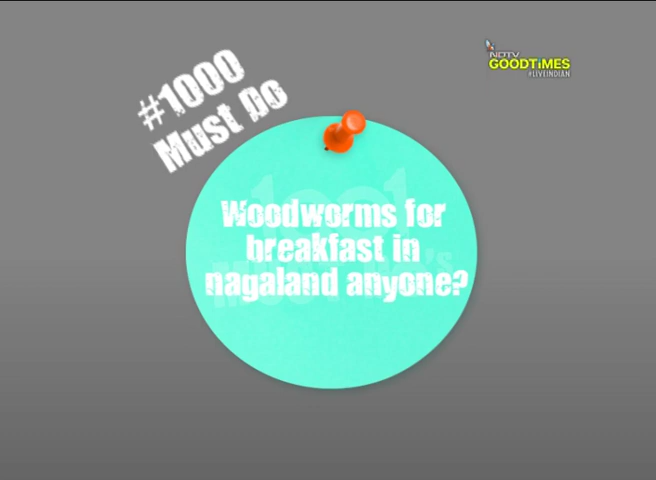 #1000
Must Do
NDTV
GOODTiMES
#LIVEINDIAN
Woodworms for
breakfast in
nagaland anyone?